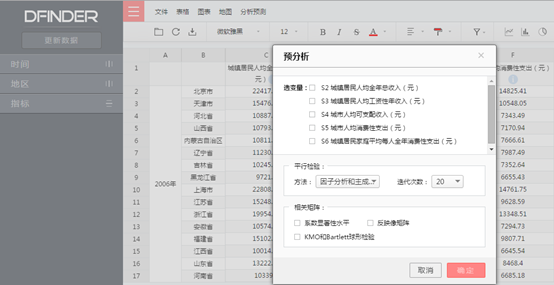 DFINDER
更新数据
时间
地区
指标
文件 表格 图表 地图 分析预测
微软雅黑 12
A B C F
1 城镇居民人均全年总收入（元） 均消费性支出（元）
2 北京市 22417. 14825.41
3 天津市 15476. 10548.05
4 河北省 10887. 7343.49
5 山西省 10793. 7170.94
6 内蒙古自治区 10811. 7666.61
7 辽宁省 11230. 7987.49
8 吉林省 10245. 7352.64
9 黑龙江省 9721. 6655.43
10 2006年 上海市 22808. 14761.75
11 江苏省 15248. 9628.59
12 浙江省 19954. 13348.51
13 安徽省 10574. 7294.73
14 福建省 15102. 9807.71
15 江西省 10014. 6645.54
16 山东省 13222. 8468.4
17 河南省 10339 6685.18
预分析
选变量：
S2 城镇居民人均全年总收入（元）
S3 城镇居民人均工资性年收入（元）
S4 城市人均可支配收入（元）
S5 城市人均消费性支出（元）
S6 城镇居民家庭平均每人全年消费性支出（元）
平行检验：
方法： 因子分析和主成... 迭代次数： 20
相关矩阵：
系数显著性水平 反映像矩阵
KMO和Bartlett球形检验
取消 确定